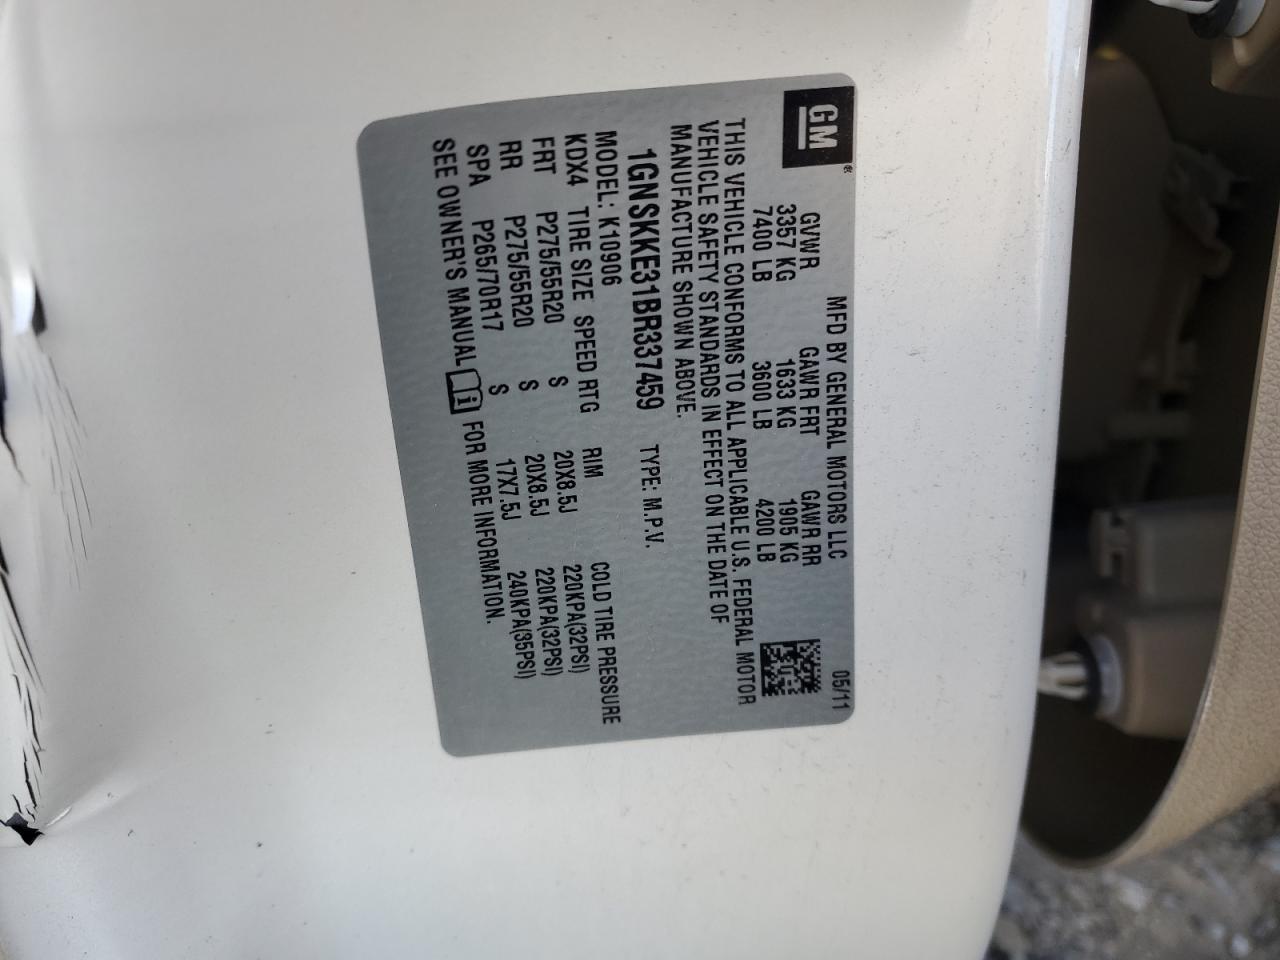 GM®
MFD BY GENERAL MOTORS LLC 05/11
GVWR GAWR FRT GAWR RR
3357 KG 1633 KG 1905 KG
7400 LB 3600 LB 4200 LB
THIS VEHICLE CONFORMS TO ALL APPLICABLE U.S. FEDERAL MOTOR
VEHICLE SAFETY STANDARDS IN EFFECT ON THE DATE OF
MANUFACTURE SHOWN ABOVE.
1GNSKKE31BR337459 TYPE: M.P.V.
MODEL: K10906
KDX4 TIRE SIZE SPEED RTG RIM COLD TIRE PRESSURE
FRT P275/55R20 S 20X8.5J 220KPA(32PSI)
RR P275/55R20 S 20X8.5J 220KPA(32PSI)
SPA P265/70R17 S 17X7.5J 240KPA(35PSI)
SEE OWNER'S MANUAL i FOR MORE INFORMATION.